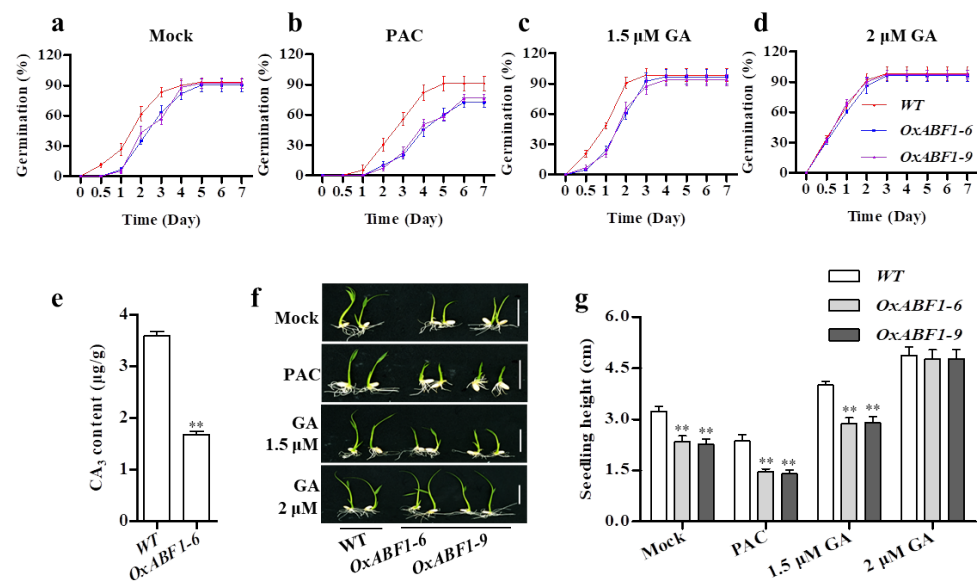 a
Mock
Germination (%)
120
90
60
30
0
0 0.5 1 2 3 4 5 6 7
Time (Day)
b
PAC
Germination (%)
120
90
60
30
0
0 0.5 1 2 3 4 5 6 7
Time (Day)
c
1.5 μM GA
Germination (%)
120
90
60
30
0
0 0.5 1 2 3 4 5 6 7
Time (Day)
d
2 μM GA
Germination (%)
120
90
60
30
0
0 0.5 1 2 3 4 5 6 7
Time (Day)
WT
OxABF1-6
OxABF1-9
e
CA₃ content (μg/g)
4
3
2
1
0
**
WT
OxABF1-6
f
Mock
PAC
GA
1.5 μM
GA
2 μM
WT
OxABF1-6
OxABF1-9
g
WT
OxABF1-6
OxABF1-9
Seedling height (cm)
6.0
4.5
3.0
1.5
0.0
** **
** **
** **
Mock
PAC
1.5 μM GA
2 μM GA